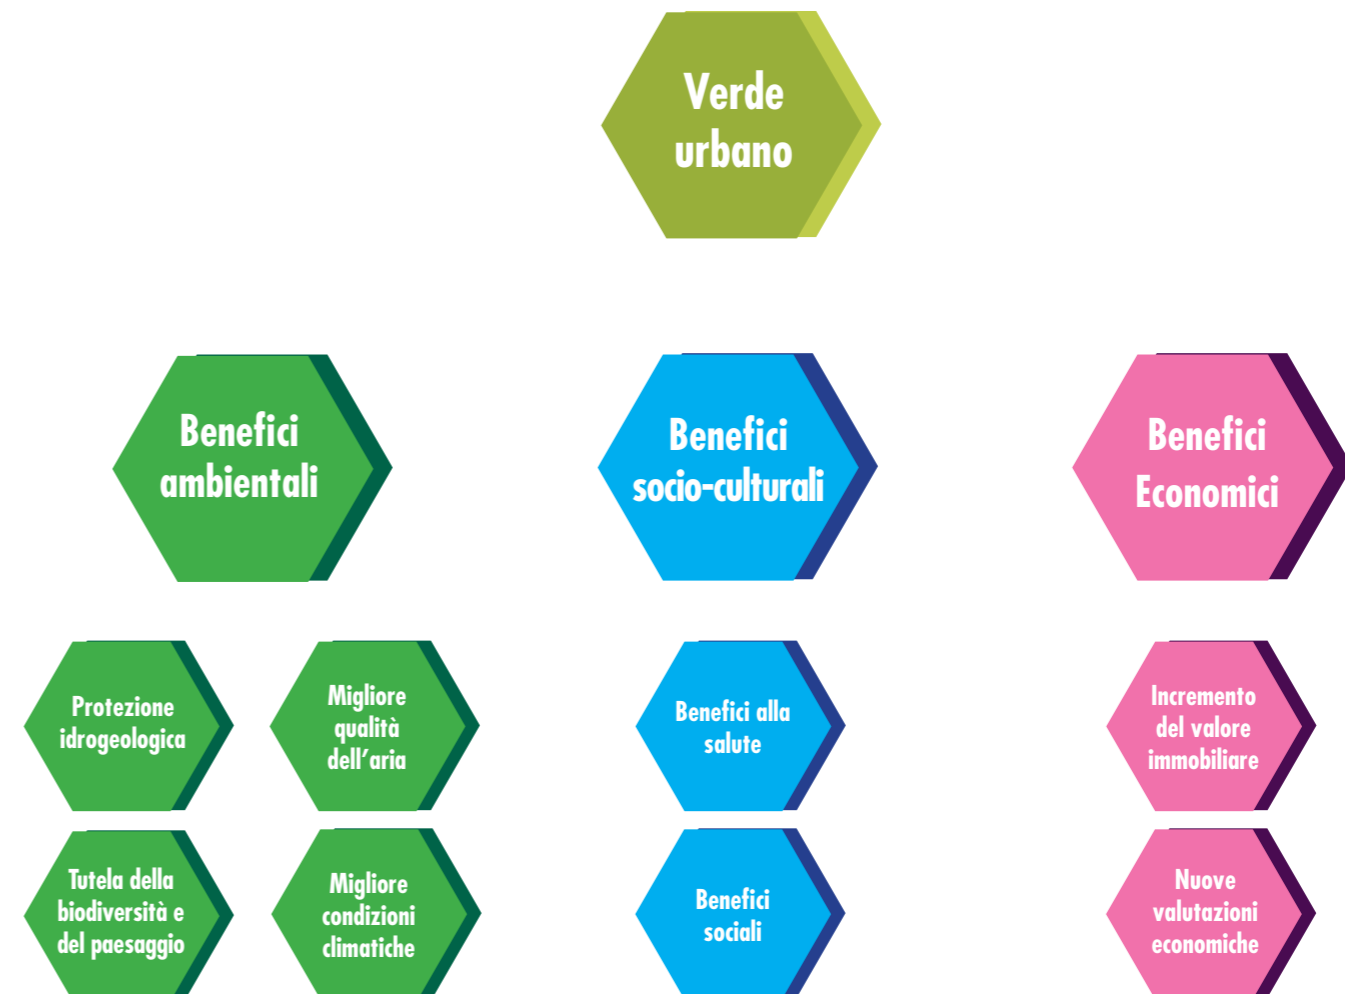 Verde
urbano
Benefici
ambientali
Benefici
socio-culturali
Benefici
Economici
Protezione
idrogeologica
Migliore
qualità
dell'aria
Benefici alla
salute
Incremento
del valore
immobiliare
Tutela della
biodiversità e
del paesaggio
Migliore
condizioni
climatiche
Benefici
sociali
Nuove
valutazioni
economiche